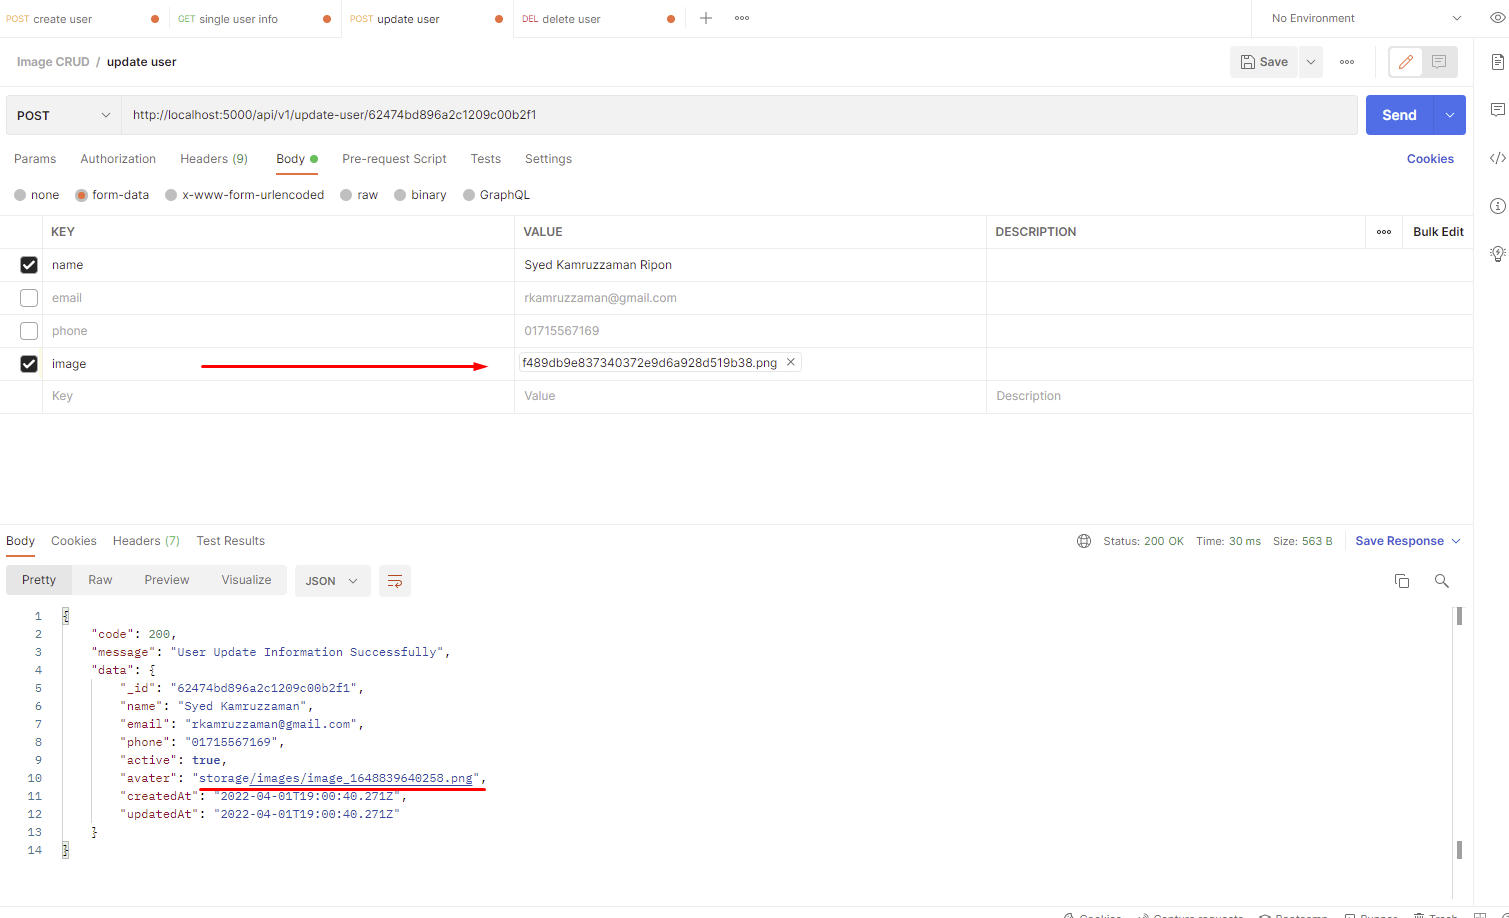 POST create user
GET single user info
POST update user
DEL delete user
No Environment
Image CRUD / update user
Save
POST
http://localhost:5000/api/v1/update-user/62474bd896a2c1209c00b2f1
Send
Params Authorization Headers (9) Body Pre-request Script Tests Settings Cookies
none form-data x-www-form-urlencoded raw binary GraphQL
KEY VALUE DESCRIPTION Bulk Edit
name Syed Kamruzzaman Ripon
email rkamruzzaman@gmail.com
phone 01715567169
image f489db9e837340372e9d6a928d519b38.png
Key Value Description
Body Cookies Headers (7) Test Results Status: 200 OK Time: 30 ms Size: 563 B Save Response
Pretty Raw Preview Visualize JSON
1 {
2 "code": 200,
3 "message": "User Update Information Successfully",
4 "data": {
5 "_id": "62474bd896a2c1209c00b2f1",
6 "name": "Syed Kamruzzaman",
7 "email": "rkamruzzaman@gmail.com",
8 "phone": "01715567169",
9 "active": true,
10 "avater": "storage/images/image_1648839640258.png",
11 "createdAt": "2022-04-01T19:00:40.271Z",
12 "updatedAt": "2022-04-01T19:00:40.271Z"
13 }
14 }
Cookies Capture requests Bootcamp Runner Trash